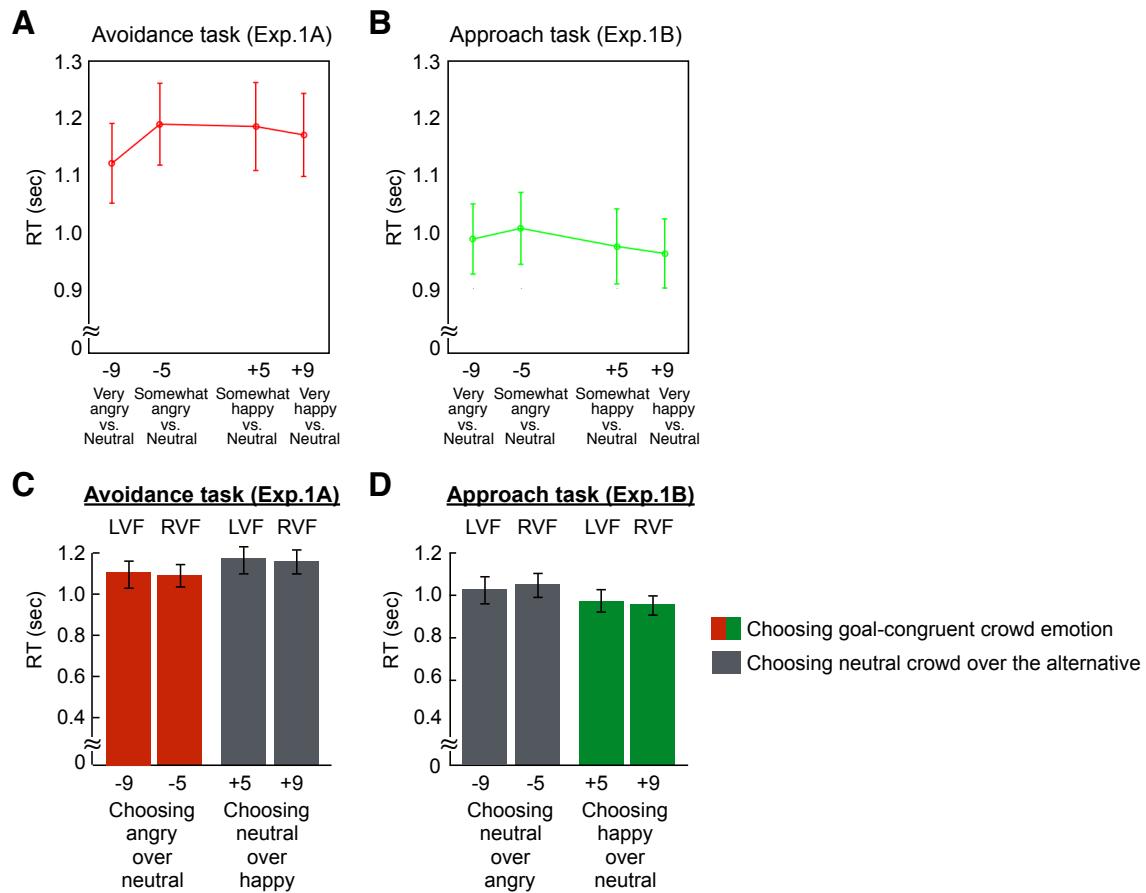 A
Avoidance task (Exp.1A)
1.3
1.2
1.1
1.0
0.9
0
RT (sec)
-9
-5
+5
+9
Very angry vs. Neutral
Somewhat angry vs. Neutral
Somewhat happy vs. Neutral
Very happy vs. Neutral
B
Approach task (Exp.1B)
1.3
1.2
1.1
1.0
0.9
0
RT (sec)
-9
-5
+5
+9
Very angry vs. Neutral
Somewhat angry vs. Neutral
Somewhat happy vs. Neutral
Very happy vs. Neutral
C
Avoidance task (Exp.1A)
LVF RVF LVF RVF
1.2
1.0
0.8
0.6
0.4
0
RT (sec)
-9
-5
+5
+9
Choosing
angry
over
neutral
Choosing
neutral
over
happy
D
Approach task (Exp.1B)
LVF RVF LVF RVF
1.2
1.0
0.8
0.6
0.4
0
RT (sec)
-9
-5
+5
+9
Choosing
neutral
over
angry
Choosing
happy
over
neutral
Choosing goal-congruent crowd emotion
Choosing neutral crowd over the alternative